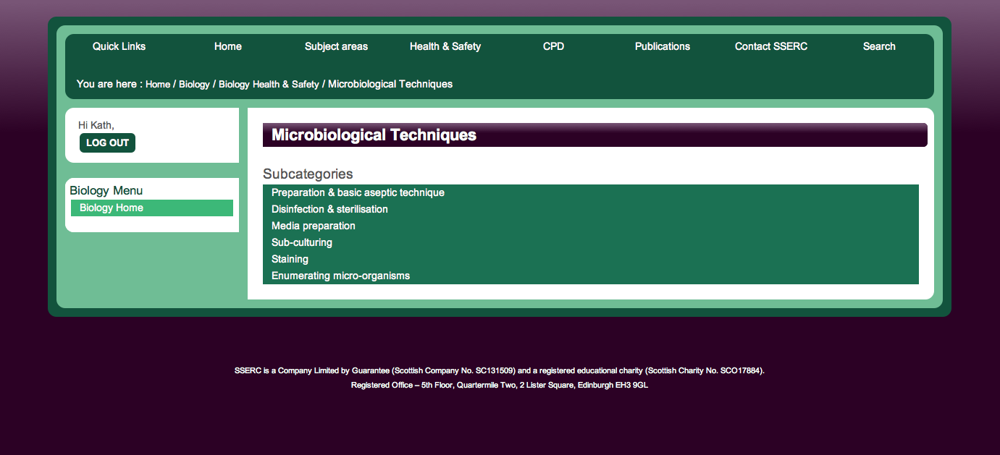 Quick Links Home Subject areas Health & Safety CPD Publications Contact SSERC Search
You are here : Home / Biology / Biology Health & Safety / Microbiological Techniques
Hi Kath,
LOG OUT
Biology Menu
Biology Home
Microbiological Techniques
Subcategories
Preparation & basic aseptic technique
Disinfection & sterilisation
Media preparation
Sub-culturing
Staining
Enumerating micro-organisms
SSERC is a Company Limited by Guarantee (Scottish Company No. SC131509) and a registered educational charity (Scottish Charity No. SCO17884).
Registered Office – 5th Floor, Quartermile Two, 2 Lister Square, Edinburgh EH3 9GL